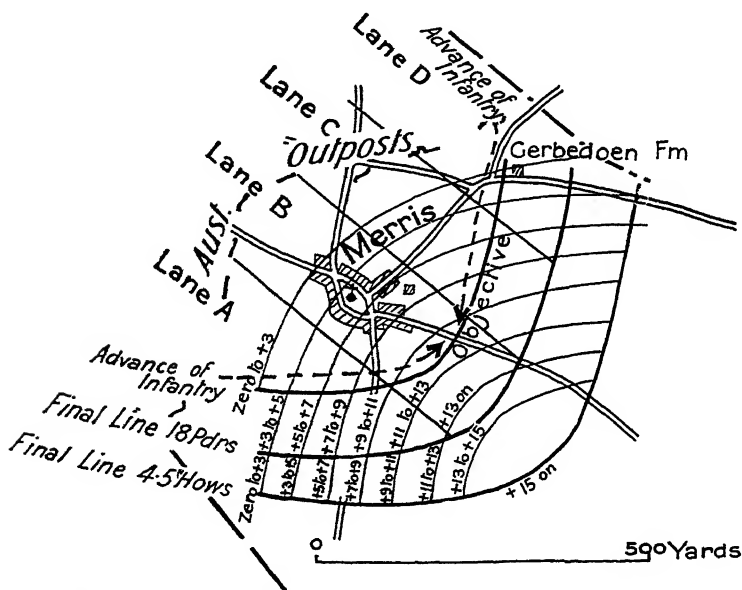 Lane D
Advance of
Infantry
Lane C
Outposts
Gerbedoen Fm
Lane B
Aust.
Merris
Lane A
Objective
Advance of
Infantry
Final Line 18Pdrs
Final Line 4·5"Hows
Zero to +3
+3 to +5
+5 to +7
+7 to +9
+9 to +11
+11 to +13
+13 on
Zero to +3
+3 to 5
+5 to +7
+7 to 9
+9 to +11
+11 to 13
+13 to +15
+15 on
0
500 Yards